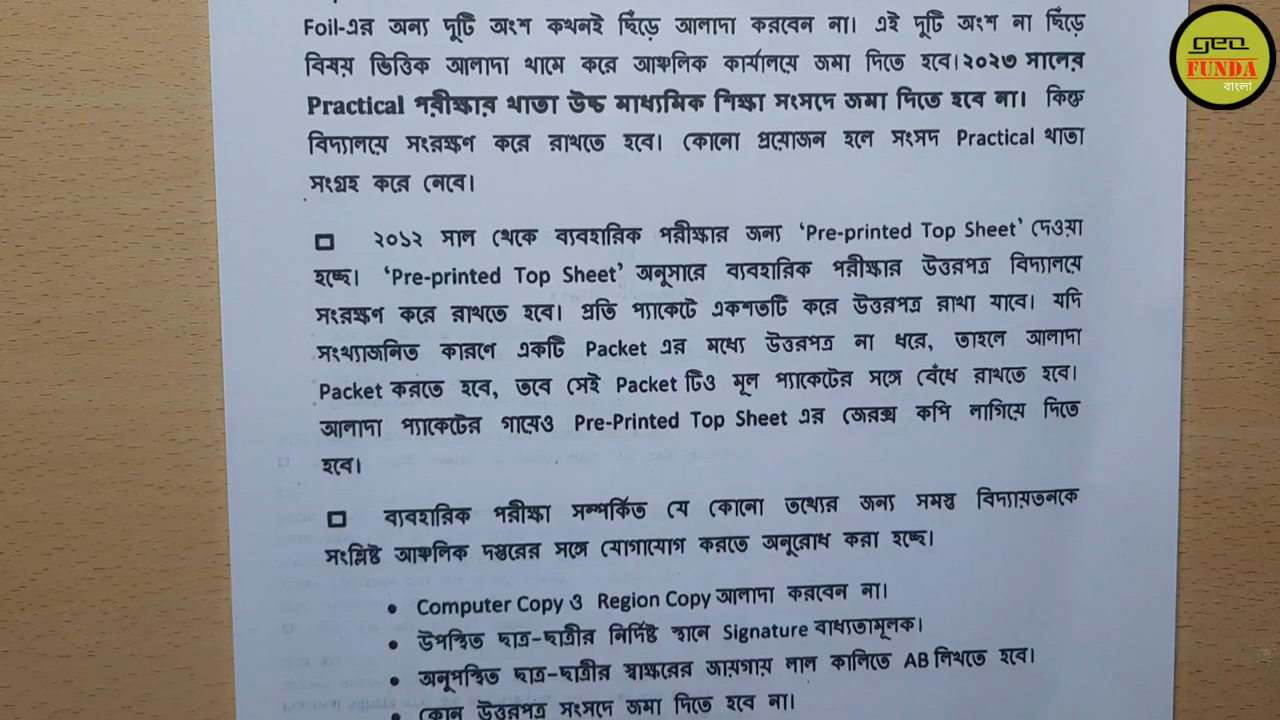 Foil-এর অন্য দুটি অংশ কখনই ছিঁড়ে আলাদা করবেন না। এই দুটি অংশ না ছিঁড়ে
বিষয় ভিত্তিক আলাদা খামে করে আঞ্চলিক কার্যালয়ে জমা দিতে হবে।২০২৩ সালের
Practical পরীক্ষার খাতা উচ্চ মাধ্যমিক শিক্ষা সংসদে জমা দিতে হবে না। কিন্তু
বিদ্যালয়ে সংরক্ষণ করে রাখতে হবে। কোনো প্রয়োজন হলে সংসদ Practical খাতা
সংগ্রহ করে নেবে।
২০১২ সাল থেকে ব্যবহারিক পরীক্ষার জন্য ‘Pre-printed Top Sheet’ দেওয়া
হচ্ছে। ‘Pre-printed Top Sheet’ অনুসারে ব্যবহারিক পরীক্ষার উত্তরপত্র বিদ্যালয়ে
সংরক্ষণ করে রাখতে হবে। প্রতি প্যাকেটে একশতটি করে উত্তরপত্র রাখা যাবে। যদি
সংখ্যাজনিত কারণে একটি Packet এর মধ্যে উত্তরপত্র না ধরে, তাহলে আলাদা
Packet করতে হবে, তবে সেই Packet টিও মূল প্যাকেটের সঙ্গে বেঁধে রাখতে হবে।
আলাদা প্যাকেটের গায়েও Pre-Printed Top Sheet এর জেরক্স কপি লাগিয়ে দিতে
হবে।
ব্যবহারিক পরীক্ষা সম্পর্কিত যে কোনো তথ্যের জন্য সমস্ত বিদ্যায়তনকে
সংশ্লিষ্ট আঞ্চলিক দপ্তরের সঙ্গে যোগাযোগ করতে অনুরোধ করা হচ্ছে।
• Computer Copy ও Region Copy আলাদা করবেন না।
• উপস্থিত ছাত্র-ছাত্রীর নির্দিষ্ট স্থানে Signature বাধ্যতামূলক।
• অনুপস্থিত ছাত্র-ছাত্রীর স্বাক্ষরের জায়গায় লাল কালিতে AB লিখতে হবে।
• কোন উত্তরপত্র সংসদে জমা দিতে হবে না।
geo
FUNDA
বাংলা